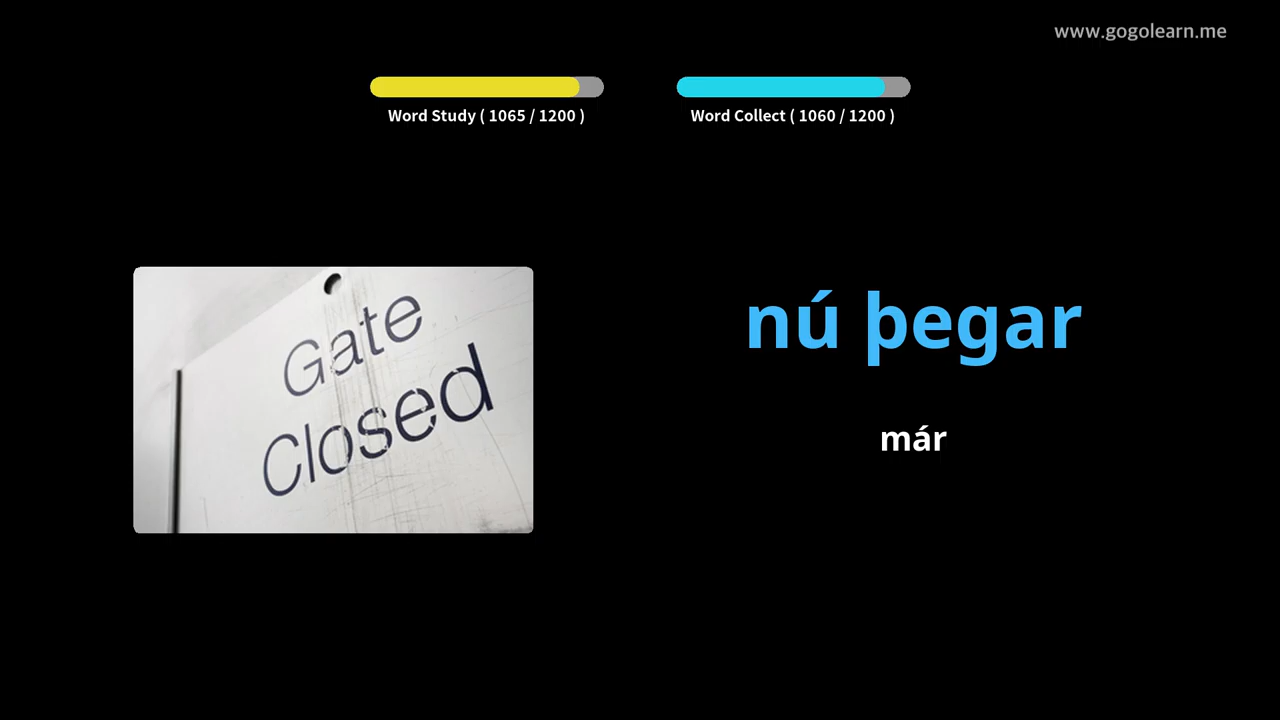 www.gogolearn.me
Word Study ( 1065 / 1200 )
Word Collect ( 1060 / 1200 )
Gate
Closed
nú þegar
már